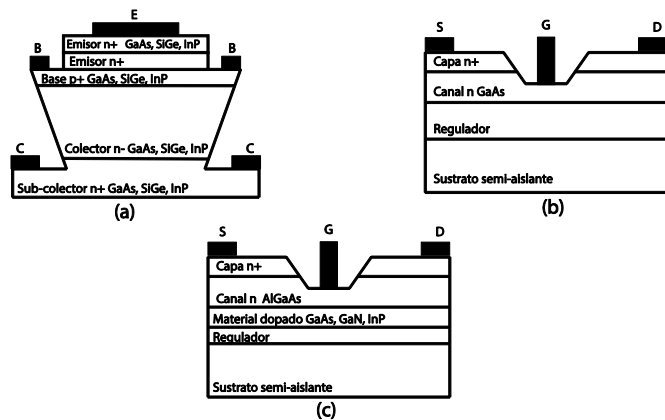 E
Emisor n+ GaAs, SiGe, InP
B
B
Emisor n+
Base p+ GaAs, SiGe, InP
Colector n- GaAs, SiGe, InP
C
C
Sub-colector n+ GaAs, SiGe, InP
(a)
S
G
D
Capa n+
Canal n GaAs
Regulador
Sustrato semi-aislante
(b)
S
G
D
Capa n+
Canal n AlGaAs
Material dopado GaAs, GaN, InP
Regulador
Sustrato semi-aislante
(c)